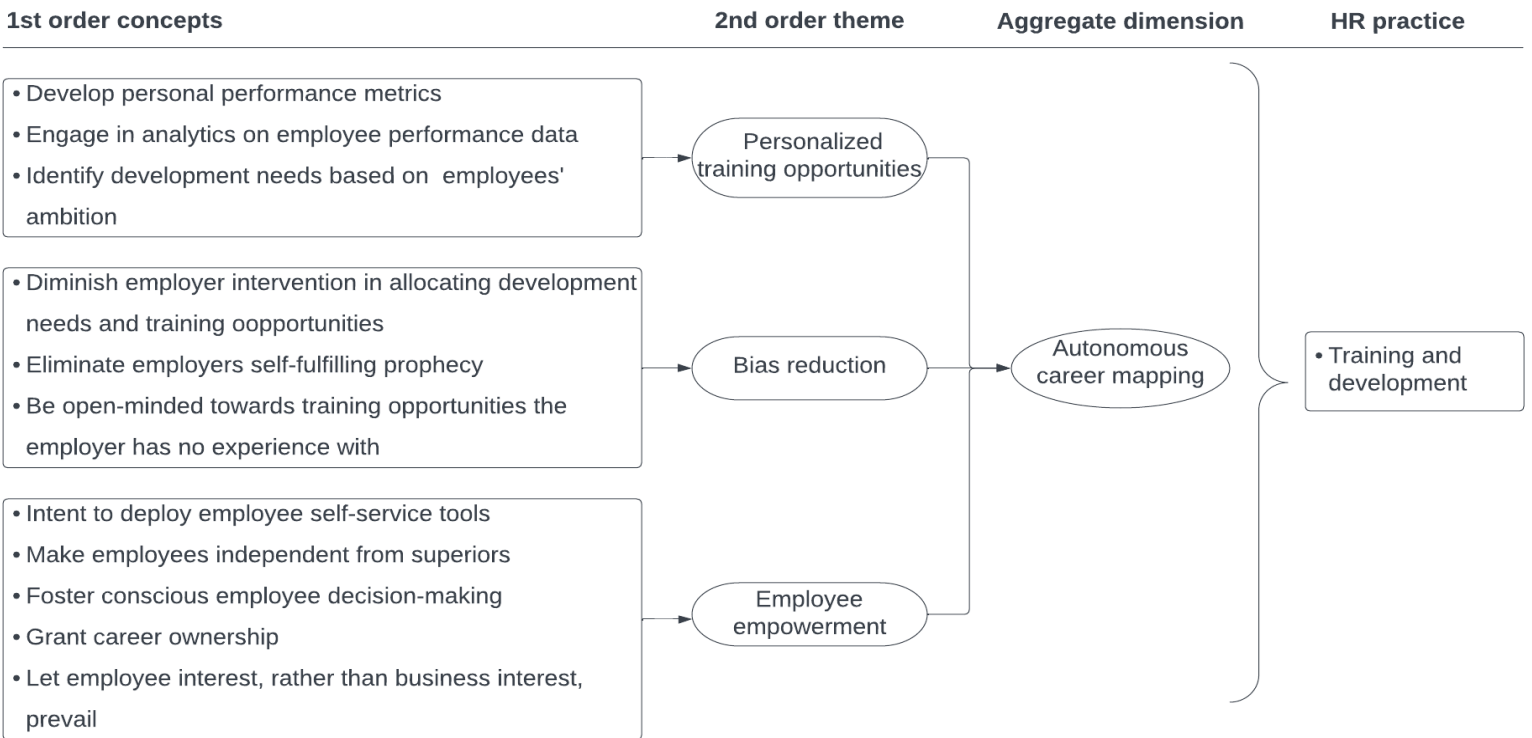 1st order concepts
2nd order theme
Aggregate dimension
HR practice
• Develop personal performance metrics
• Engage in analytics on employee performance data
• Identify development needs based on  employees'
ambition
Personalized
training opportunities
• Diminish employer intervention in allocating development
needs and training oopportunities
• Eliminate employers self-fulfilling prophecy
• Be open-minded towards training opportunities the
employer has no experience with
Bias reduction
Autonomous
career mapping
• Training and
development
• Intent to deploy employee self-service tools
• Make employees independent from superiors
• Foster conscious employee decision-making
• Grant career ownership
• Let employee interest, rather than business interest,
prevail
Employee
empowerment